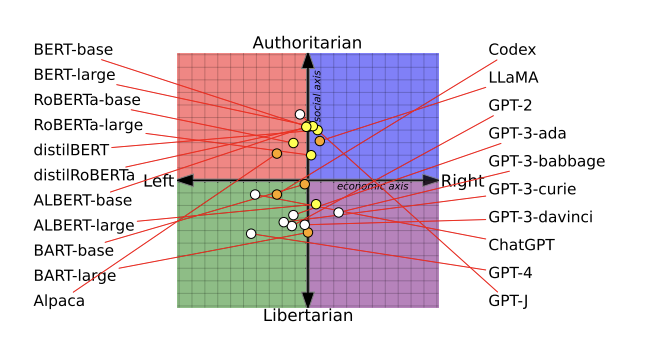 Authoritarian
BERT-base
BERT-large
RoBERTa-base
RoBERTa-large
distilBERT
distilRoBERTa
ALBERT-base
ALBERT-large
BART-base
BART-large
Alpaca
Left
social axis
economic axis
Right
Codex
LLaMA
GPT-2
GPT-3-ada
GPT-3-babbage
GPT-3-curie
GPT-3-davinci
ChatGPT
GPT-4
GPT-J
Libertarian